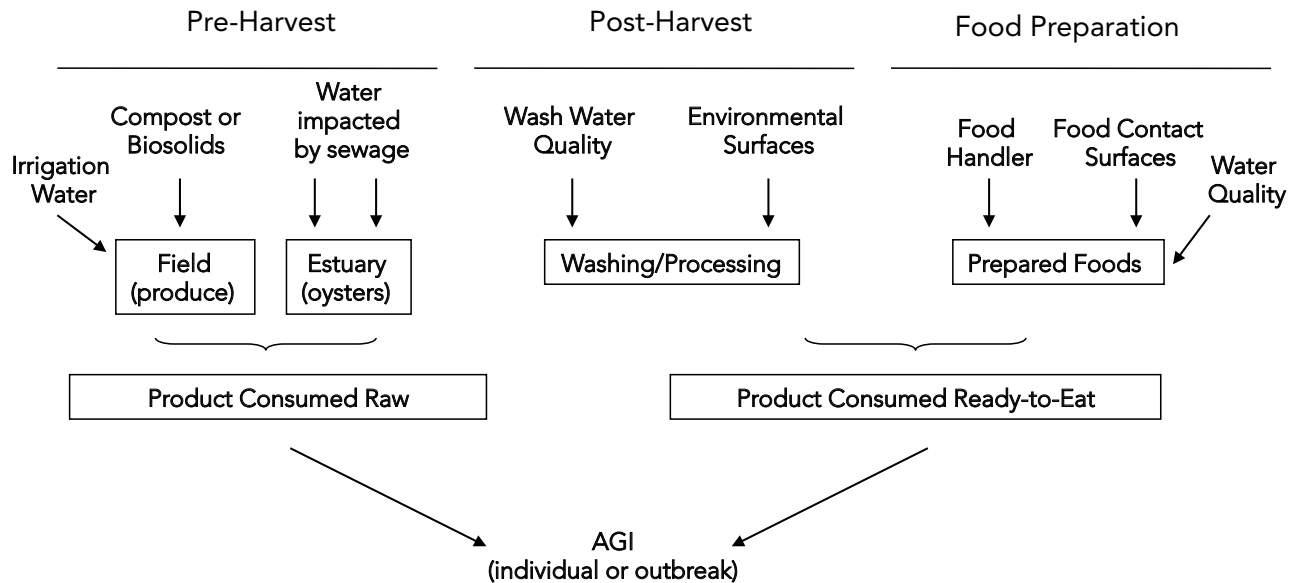 Pre-Harvest
Post-Harvest
Food Preparation
Irrigation
Water
Compost or
Biosolids
Water
impacted
by sewage
Wash Water
Quality
Environmental
Surfaces
Food
Handler
Food Contact
Surfaces
Water
Quality
Field
(produce)
Estuary
(oysters)
Washing/Processing
Prepared Foods
Product Consumed Raw
Product Consumed Ready-to-Eat
AGI
(individual or outbreak)